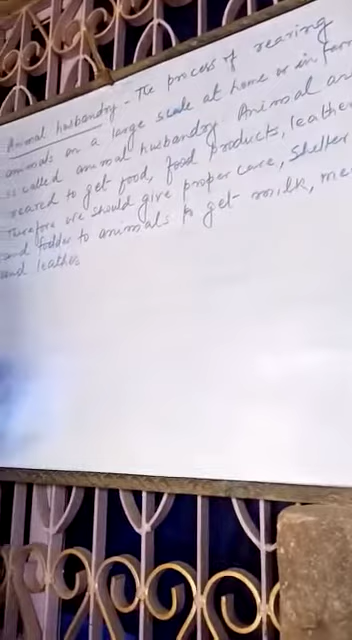 Animal husbandry - The process of rearing
animals on a large scale at home or in farm
is called animal husbandry. Animal are
reared to get food, food products, leather
Therefore we should give proper care, shelter
and fodder to animals to get milk, me
and leather